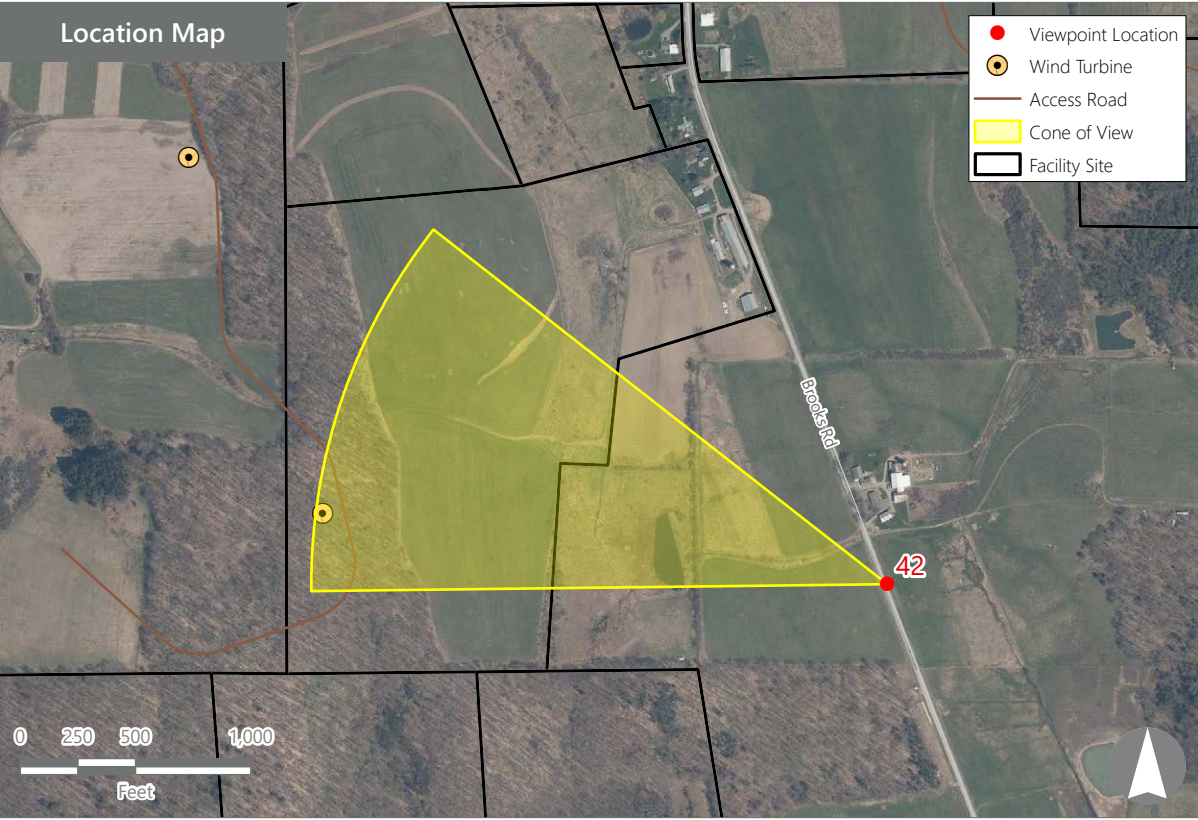 Location Map
Viewpoint Location
Wind Turbine
Access Road
Cone of View
Facility Site
Brooks Rd
42
0 250 500 1,000
Feet